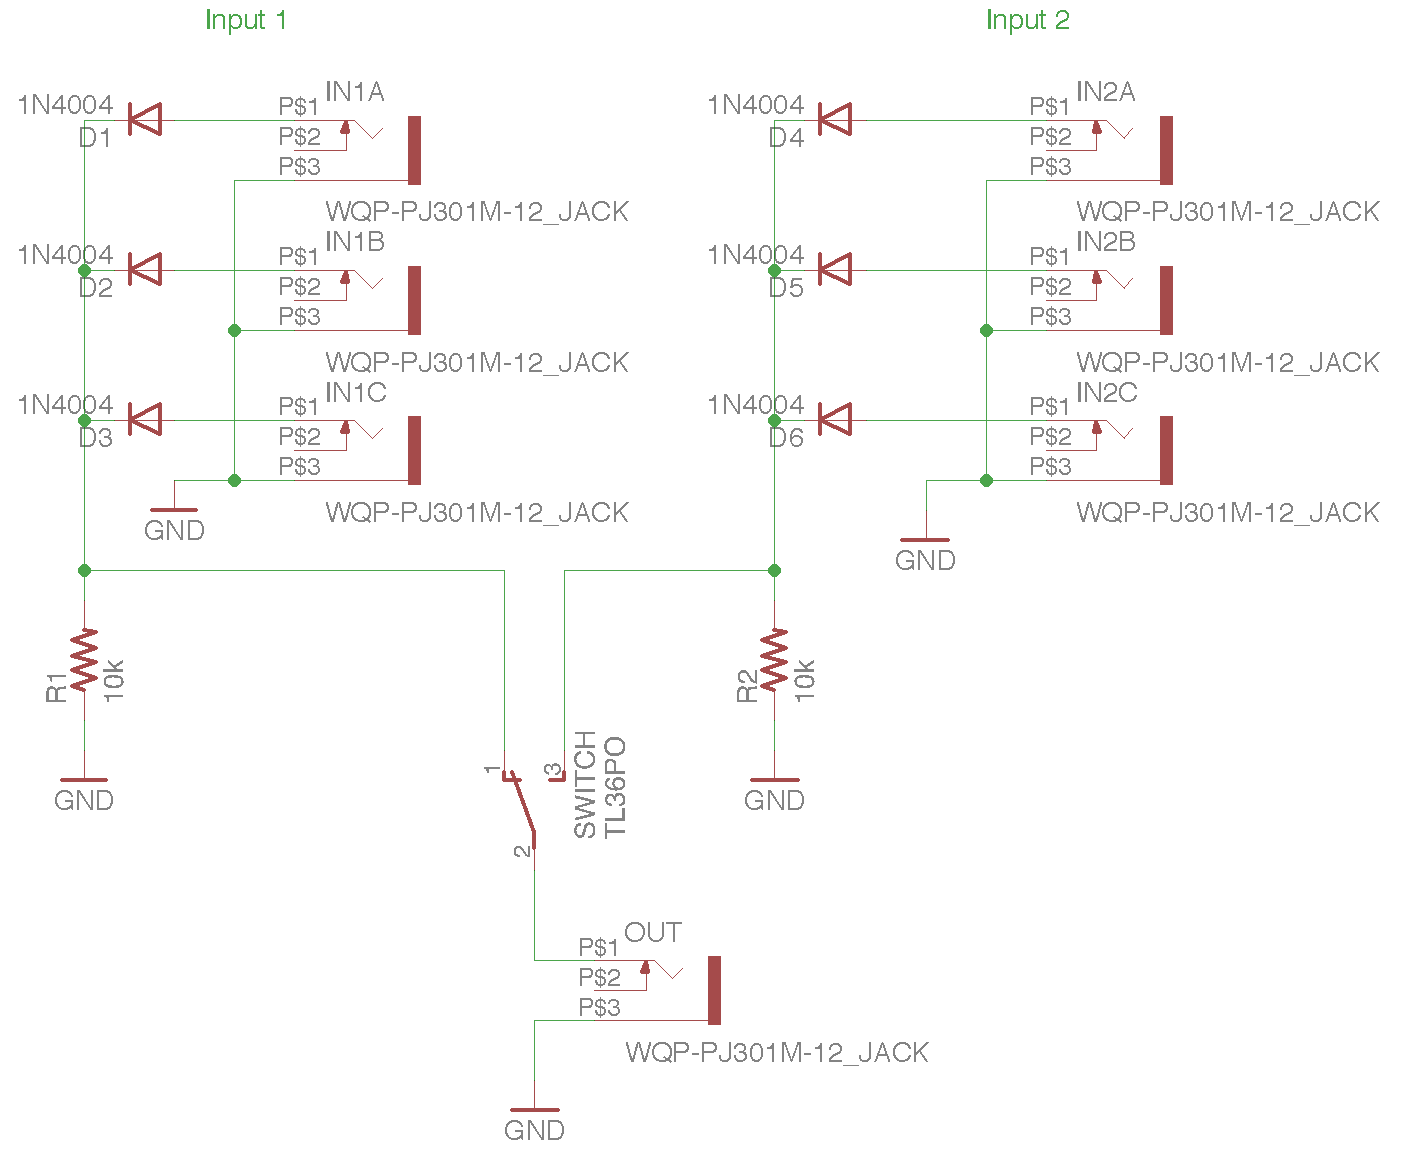 Input 1
Input 2
1N4004
D1
P$1
P$2
P$3
IN1A
WQP-PJ301M-12_JACK
1N4004
D2
P$1
P$2
P$3
IN1B
WQP-PJ301M-12_JACK
1N4004
D3
P$1
P$2
P$3
IN1C
WQP-PJ301M-12_JACK
GND
1N4004
D4
P$1
P$2
P$3
IN2A
WQP-PJ301M-12_JACK
1N4004
D5
P$1
P$2
P$3
IN2B
WQP-PJ301M-12_JACK
1N4004
D6
P$1
P$2
P$3
IN2C
WQP-PJ301M-12_JACK
GND
R1
10k
GND
1
3
2
SWITCH
TL36PO
R2
10k
GND
P$1
P$2
P$3
OUT
WQP-PJ301M-12_JACK
GND